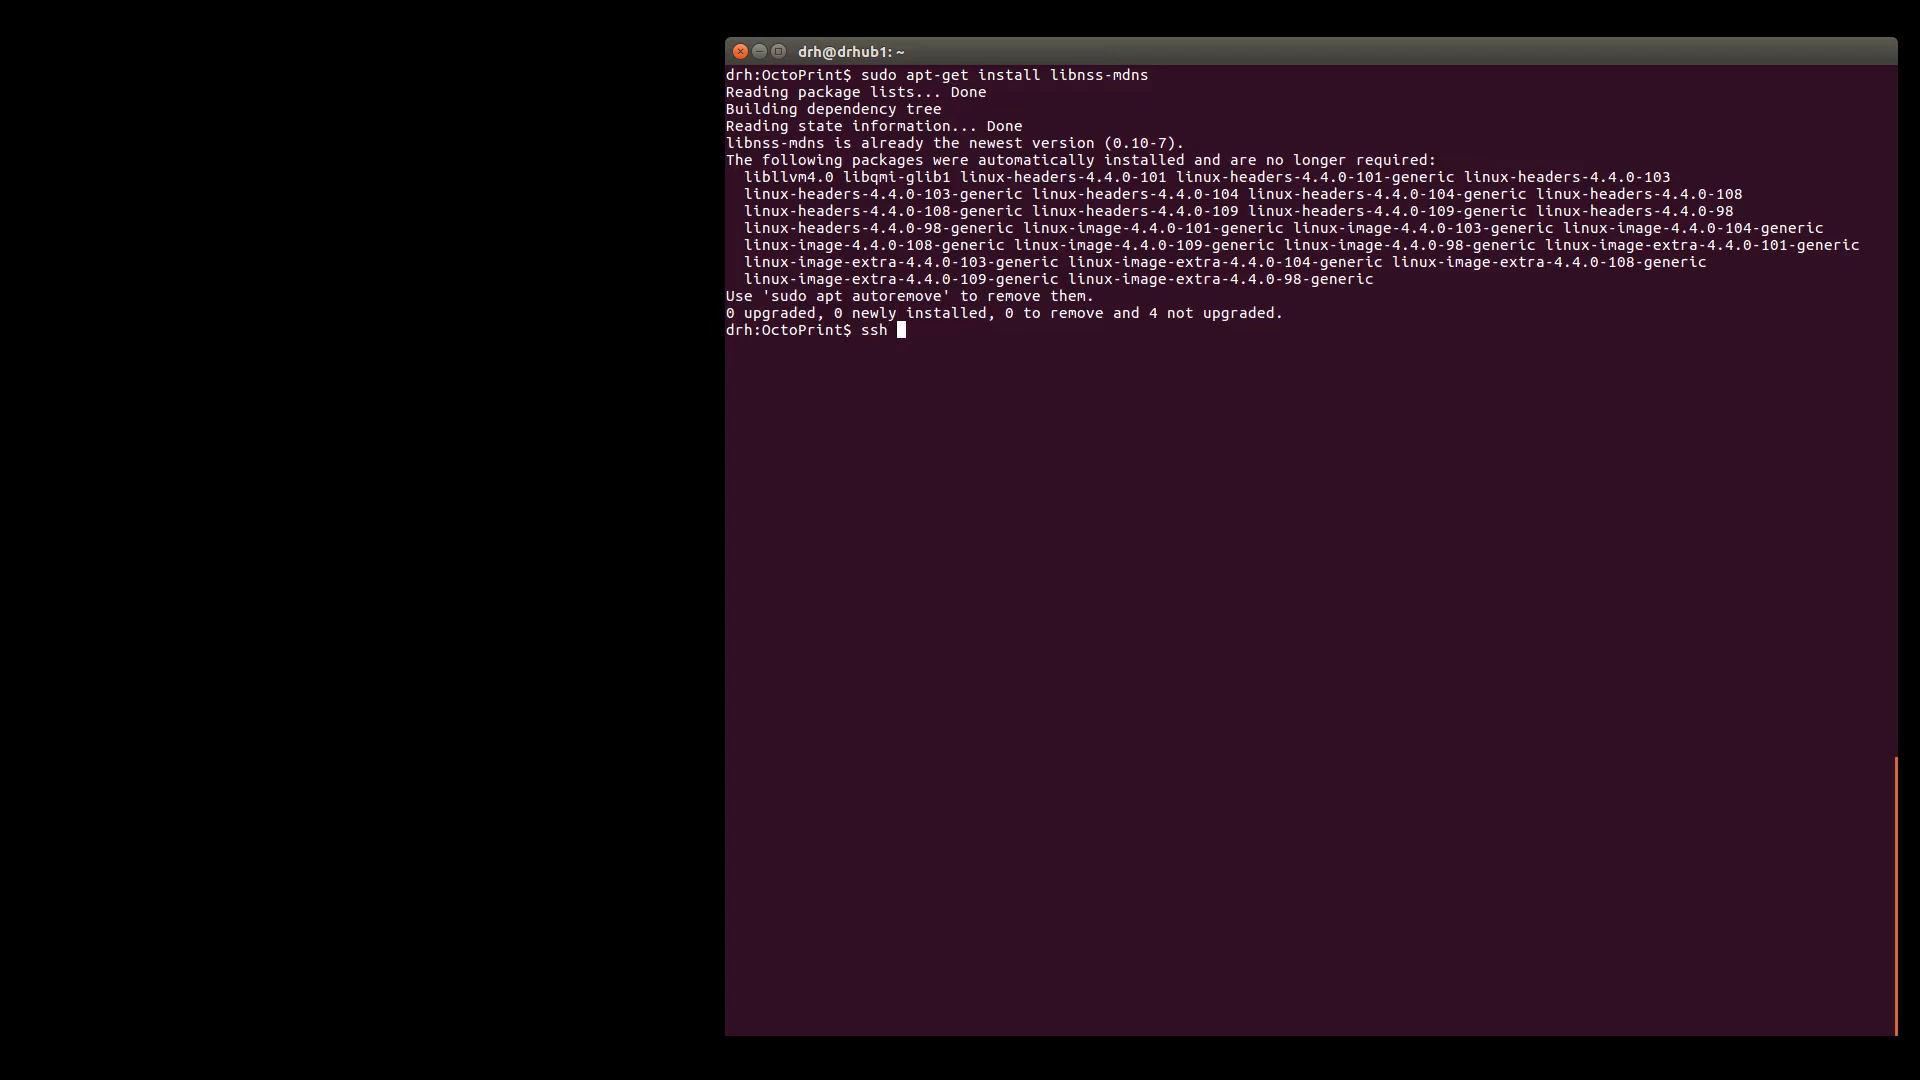 drh@drhub1: ~
drh:OctoPrint$ sudo apt-get install libnss-mdns
Reading package lists... Done
Building dependency tree
Reading state information... Done
libnss-mdns is already the newest version (0.10-7).
The following packages were automatically installed and are no longer required:
  libllvm4.0 libqmi-glib1 linux-headers-4.4.0-101 linux-headers-4.4.0-101-generic linux-headers-4.4.0-103
  linux-headers-4.4.0-103-generic linux-headers-4.4.0-104 linux-headers-4.4.0-104-generic linux-headers-4.4.0-108
  linux-headers-4.4.0-108-generic linux-headers-4.4.0-109 linux-headers-4.4.0-109-generic linux-headers-4.4.0-98
  linux-headers-4.4.0-98-generic linux-image-4.4.0-101-generic linux-image-4.4.0-103-generic linux-image-4.4.0-104-generic
  linux-image-4.4.0-108-generic linux-image-4.4.0-109-generic linux-image-4.4.0-98-generic linux-image-extra-4.4.0-101-generic
  linux-image-extra-4.4.0-103-generic linux-image-extra-4.4.0-104-generic linux-image-extra-4.4.0-108-generic
  linux-image-extra-4.4.0-109-generic linux-image-extra-4.4.0-98-generic
Use 'sudo apt autoremove' to remove them.
0 upgraded, 0 newly installed, 0 to remove and 4 not upgraded.
drh:OctoPrint$ ssh